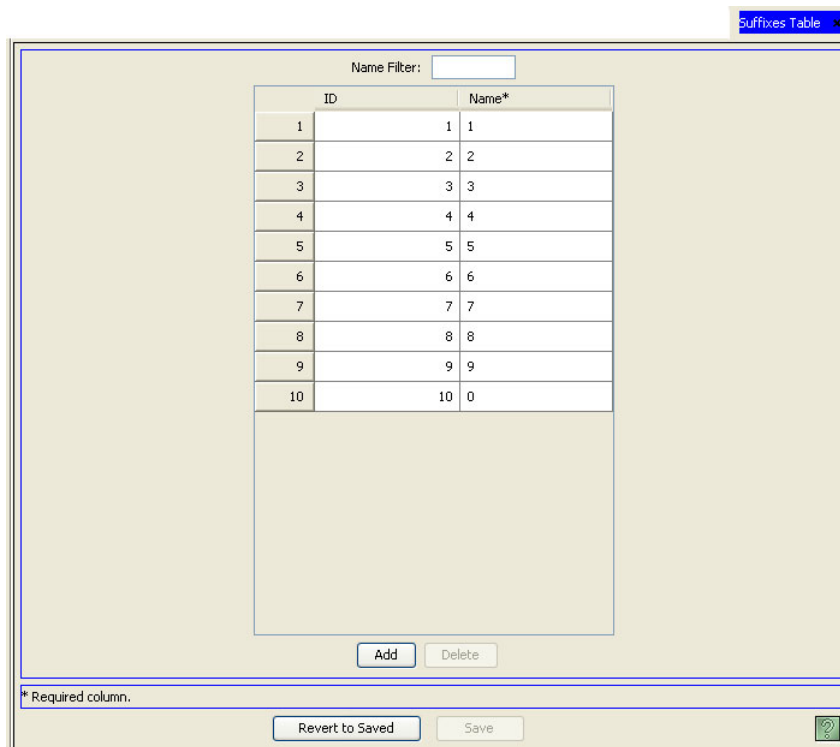 Suffixes Table ×
Name Filter:
ID Name*
1 1 1
2 2 2
3 3 3
4 4 4
5 5 5
6 6 6
7 7 7
8 8 8
9 9 9
10 10 0
Add Delete
* Required column.
Revert to Saved Save ?